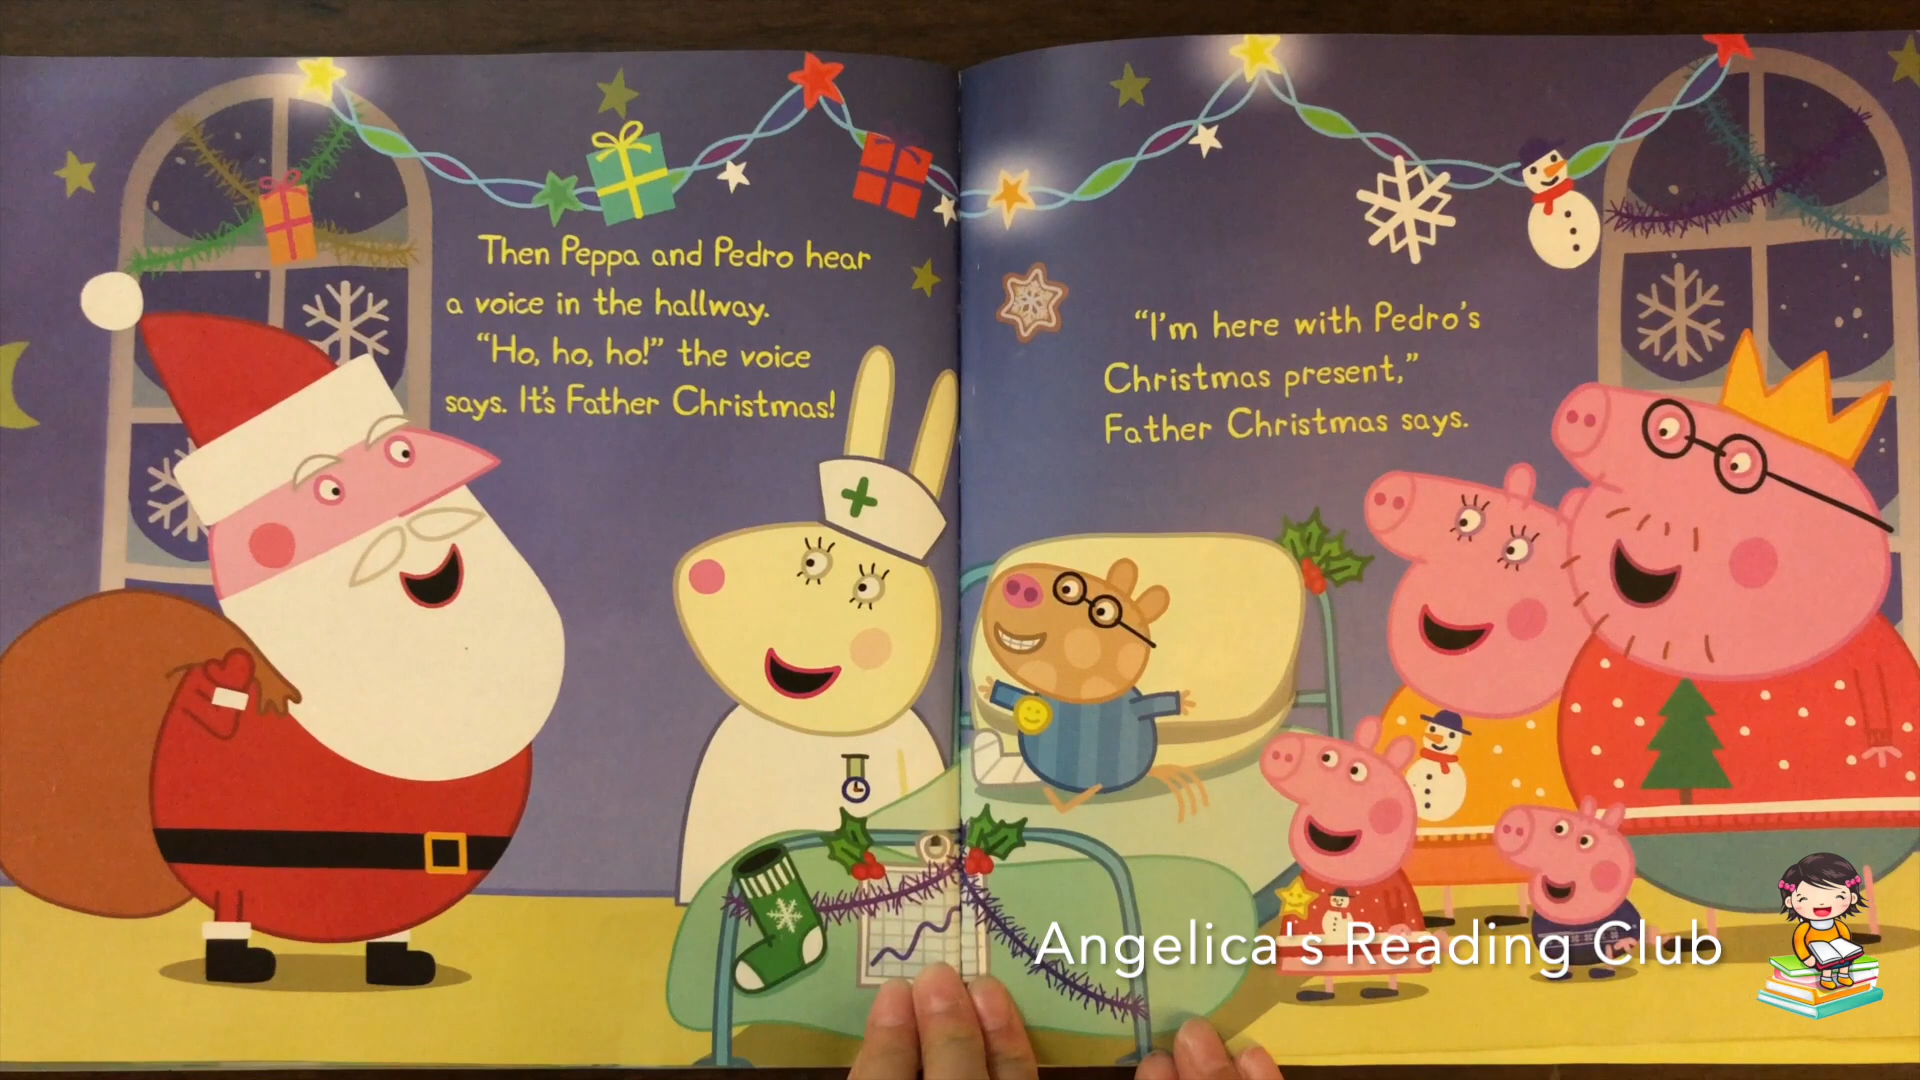 Then Peppa and Pedro hear
a voice in the hallway.
“Ho, ho, ho!” the voice
says. It’s Father Christmas!
“I’m here with Pedro’s
Christmas present,”
Father Christmas says.
Angelica's Reading Club